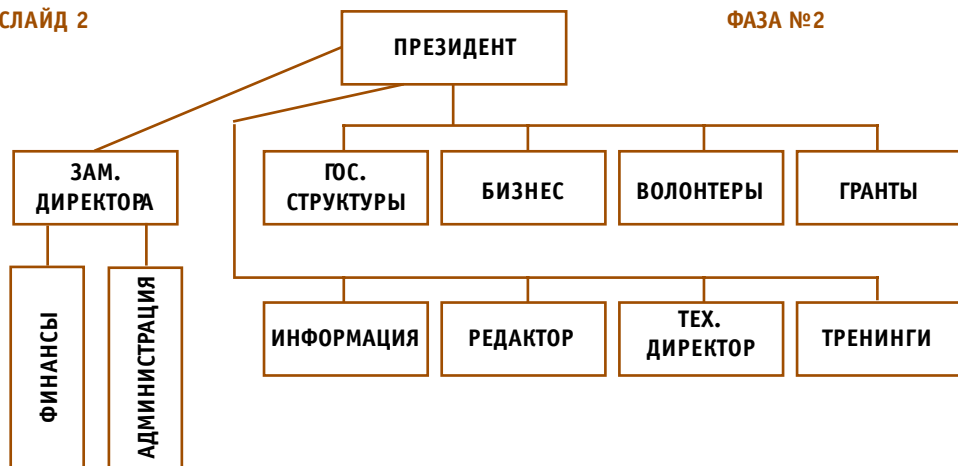 СЛАЙД 2
ФАЗА №2
ПРЕЗИДЕНТ
ЗАМ.
ДИРЕКТОРА
ГОС.
СТРУКТУРЫ
БИЗНЕС
ВОЛОНТЕРЫ
ГРАНТЫ
ФИНАНСЫ
АДМИНИСТРАЦИЯ
ИНФОРМАЦИЯ
РЕДАКТОР
ТЕХ.
ДИРЕКТОР
ТРЕНИНГИ